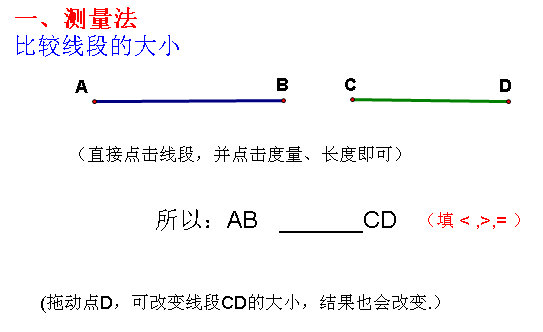 一、测量法
比较线段的大小
A B C D
（直接点击线段，并点击度量、长度即可）
所以：AB ______CD （填 < ,>,= ）
(拖动点D，可改变线段CD的大小，结果也会改变.）